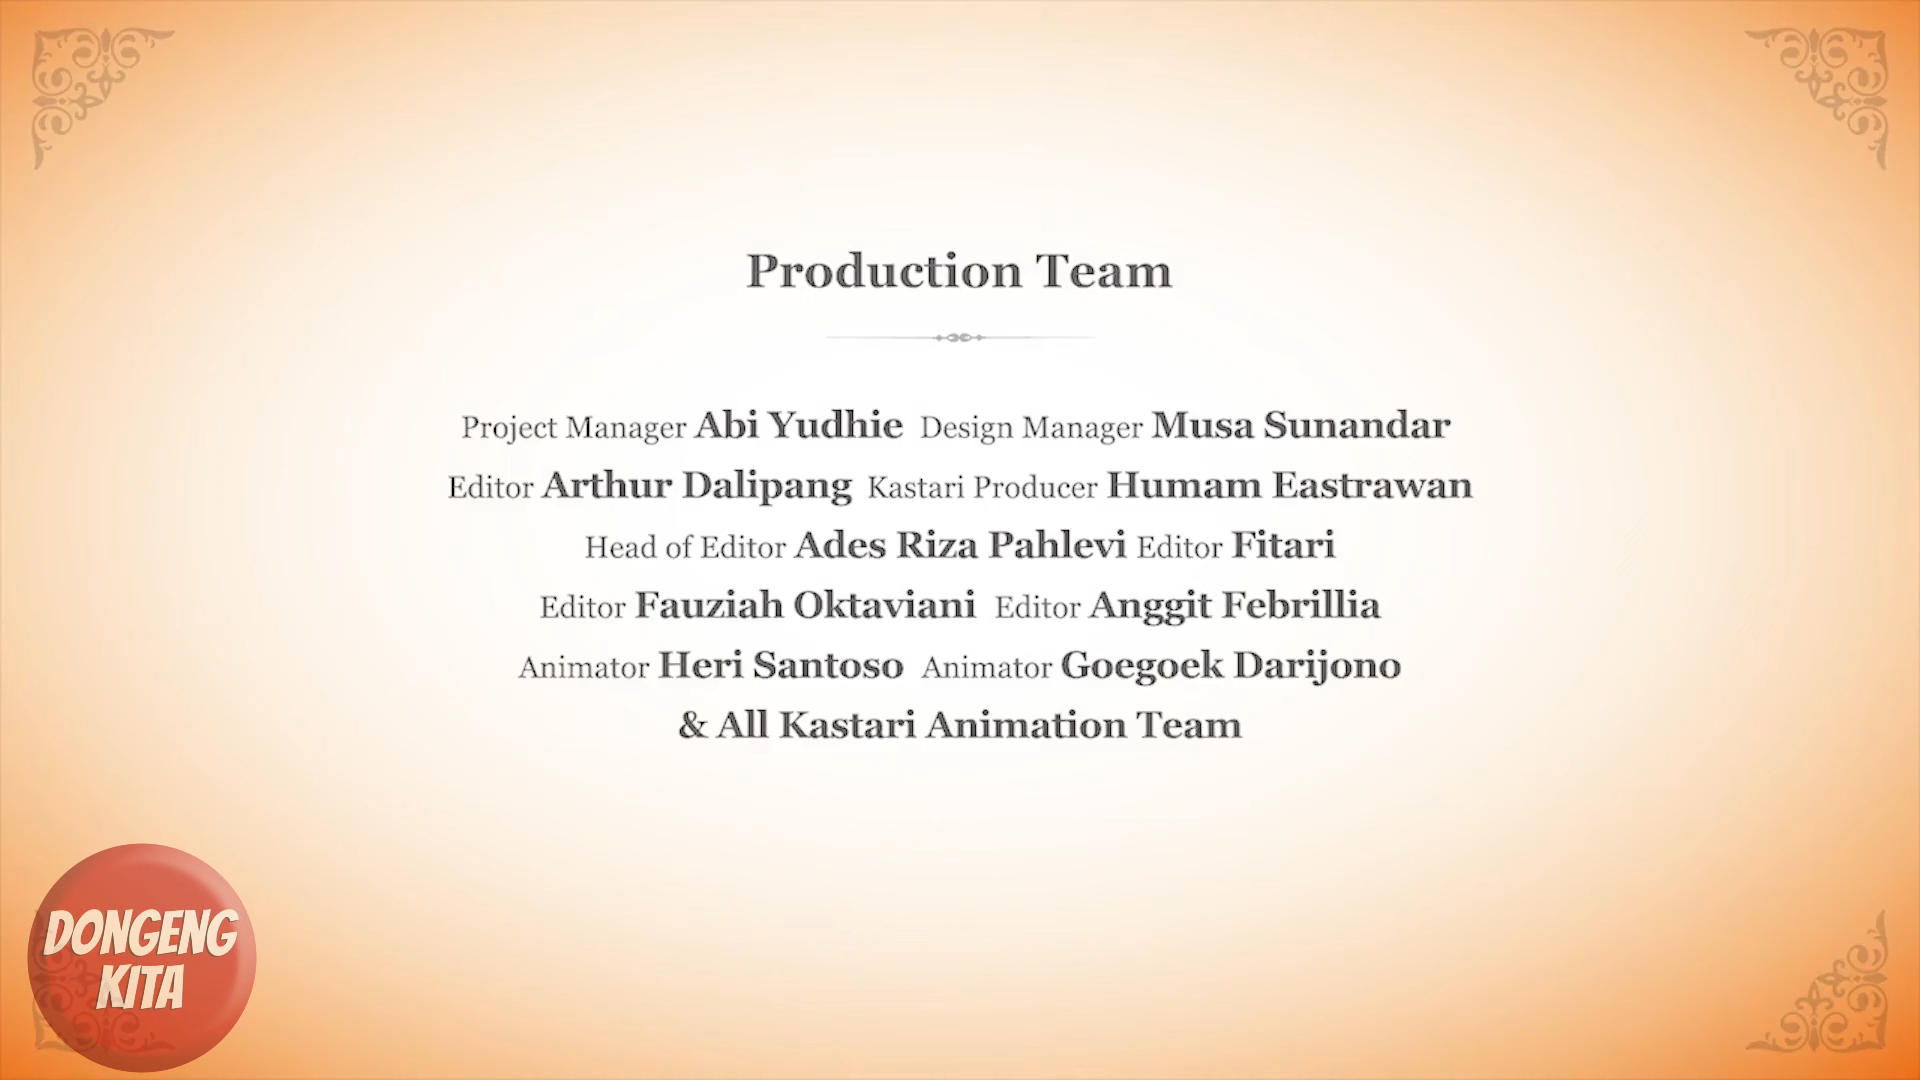 Production Team
Project Manager Abi Yudhie Design Manager Musa Sunandar
Editor Arthur Dalipang Kastari Producer Humam Eastrawan
Head of Editor Ades Riza Pahlevi Editor Fitari
Editor Fauziah Oktaviani Editor Anggit Febrillia
Animator Heri Santoso Animator Goegoek Darijono
& All Kastari Animation Team
DONGENG
KITA